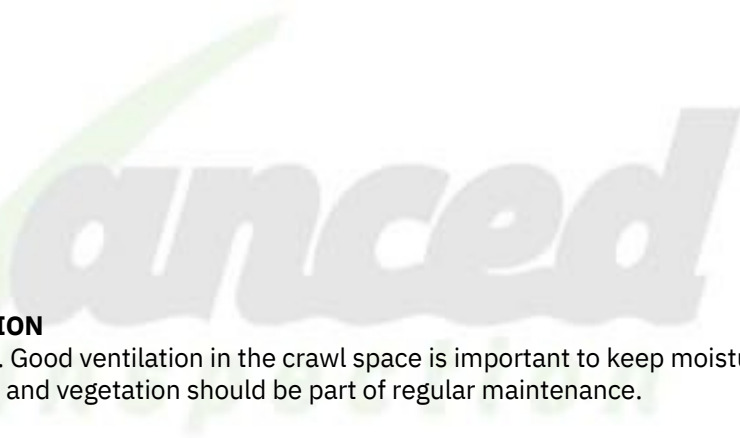 anced
ION
. Good ventilation in the crawl space is important to keep moistu
and vegetation should be part of regular maintenance.